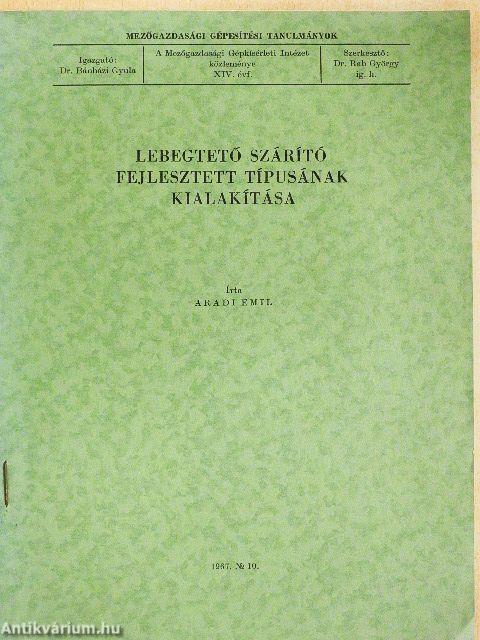 MEZŐGAZDASÁGI GÉPESÍTÉSI TANULMÁNYOK
Igazgató:
Dr. Bánházi Gyula
A Mezőgazdasági Gépkísérleti Intézet
közleménye
XIV. évf.
Szerkesztő:
Dr. Rab György
ig. h.
LEBEGTETŐ SZÁRÍTÓ
FEJLESZTETT TÍPUSÁNAK
KIALAKÍTÁSA
Írta
ARADI EMIL
1967. № 10.
Antikvárium.hu